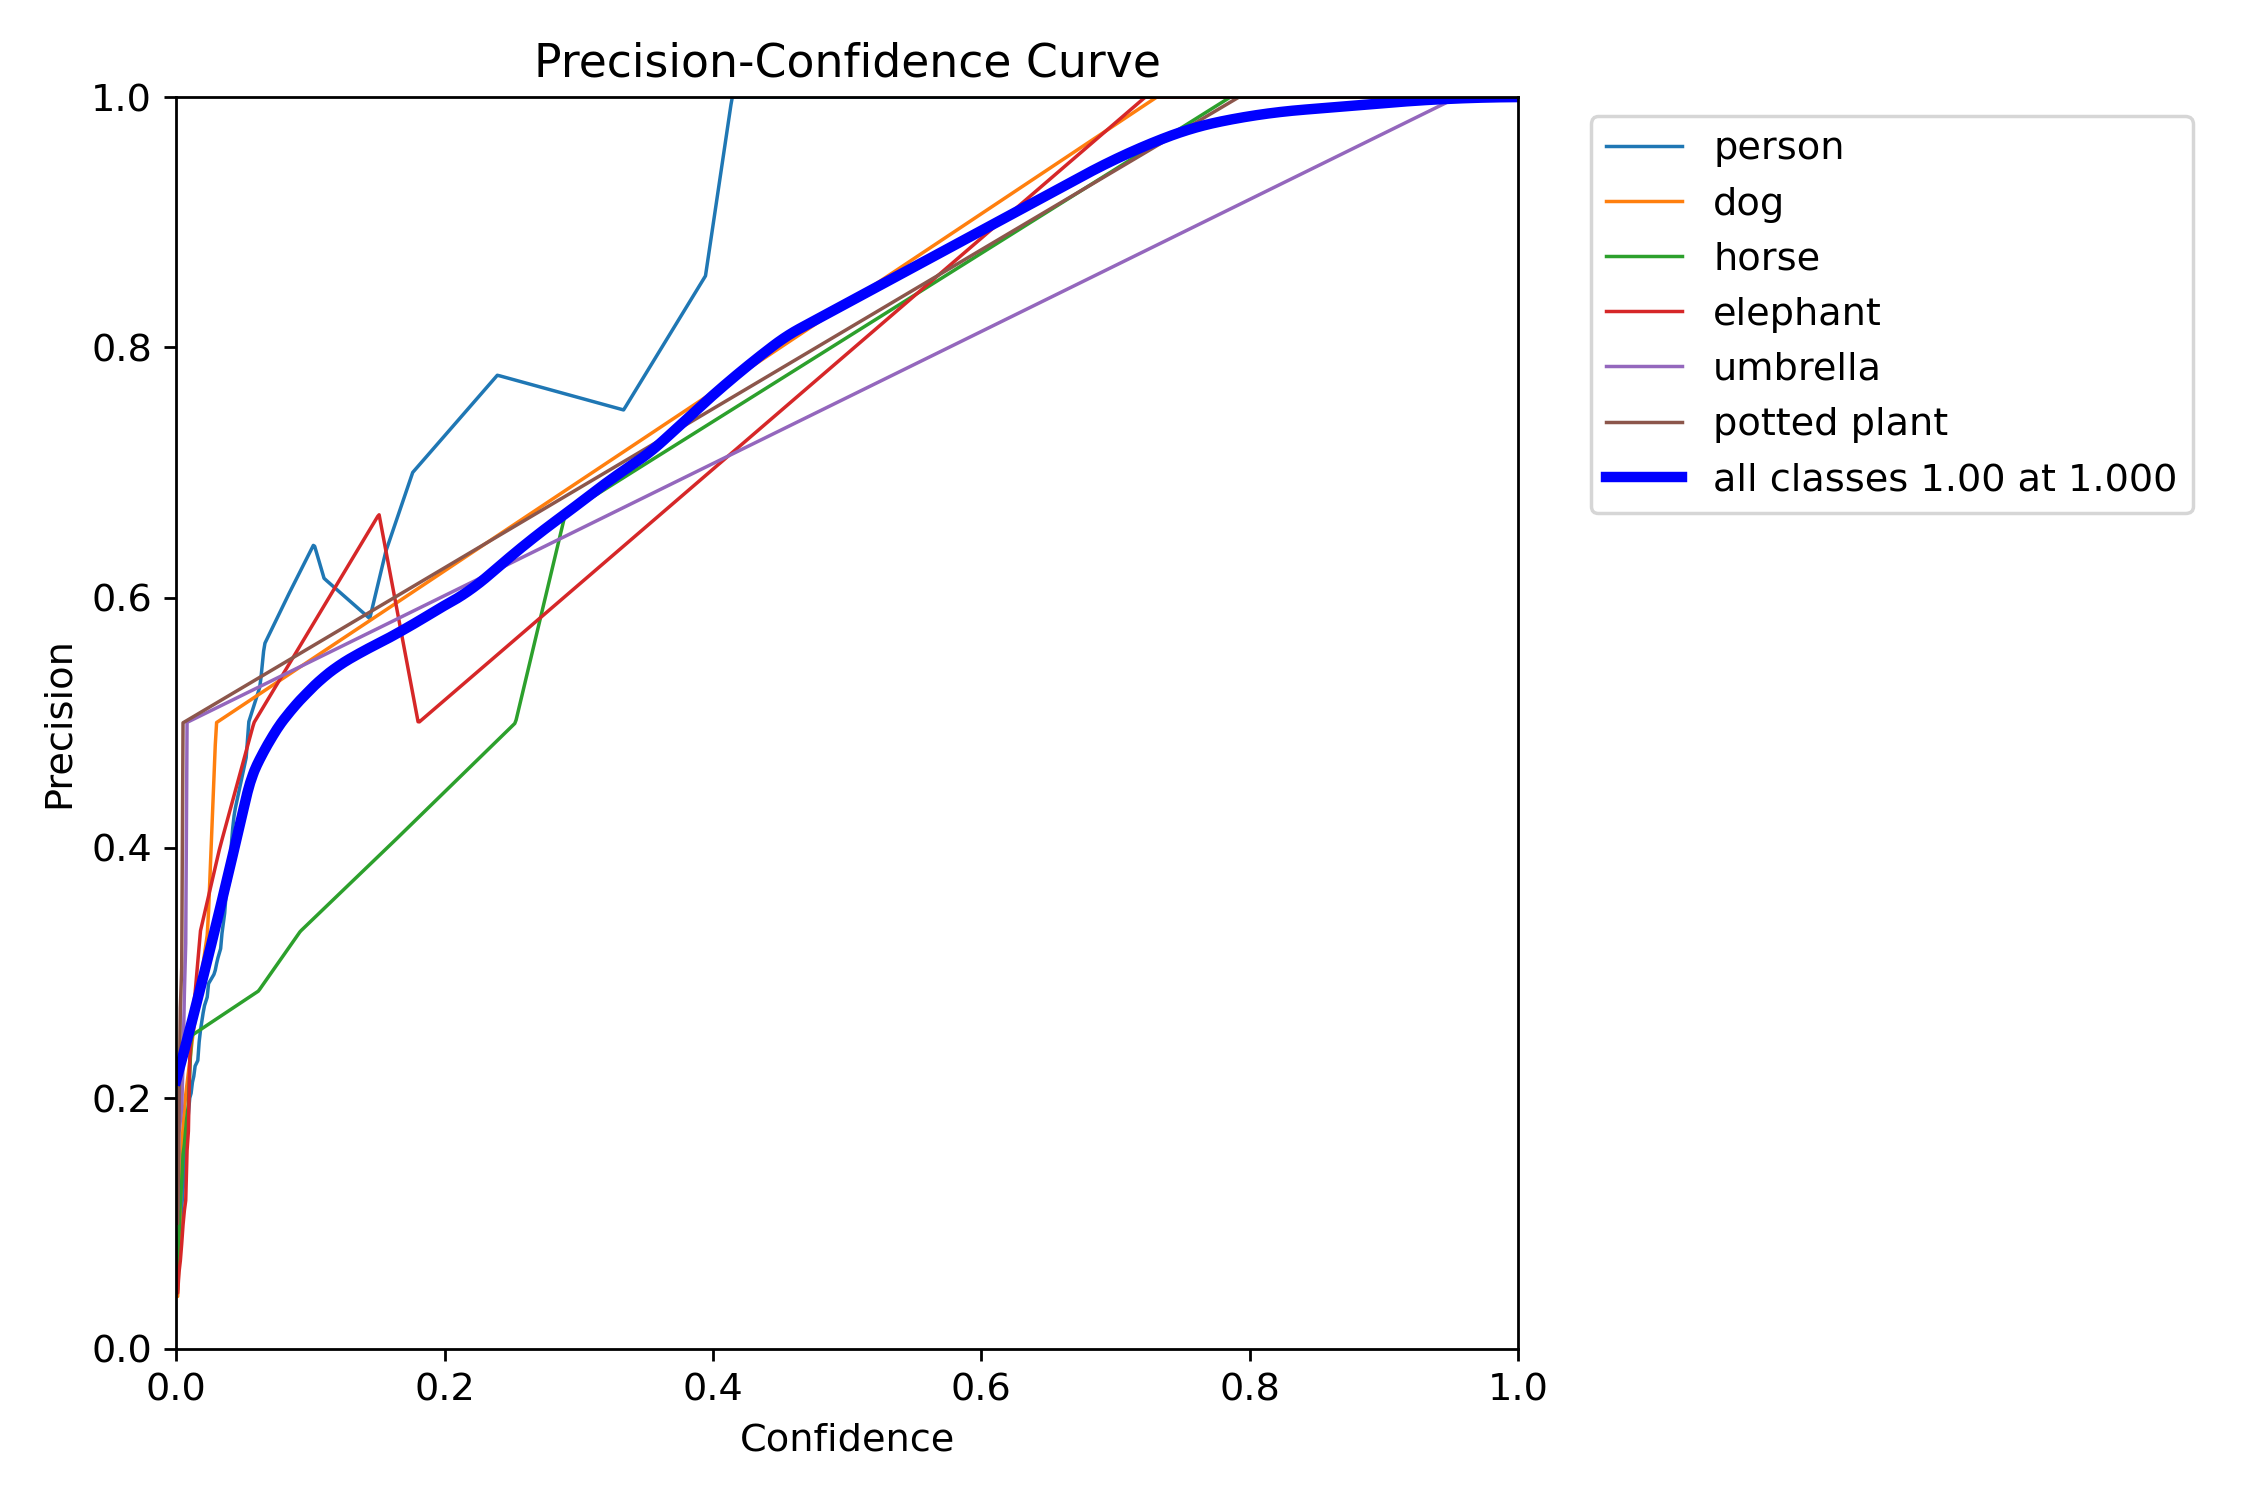 Precision-Confidence Curve
1.0
0.8
0.6
0.4
0.2
0.0
Precision
0.0 0.2 0.4 0.6 0.8 1.0
Confidence
person
dog
horse
elephant
umbrella
potted plant
all classes 1.00 at 1.000